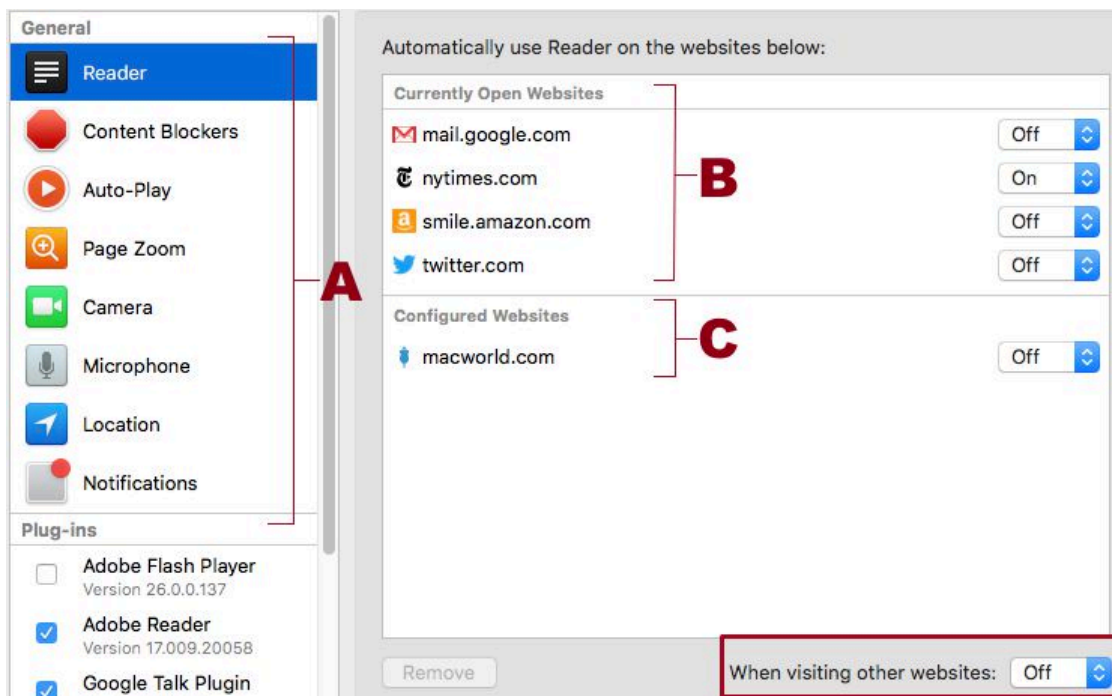 General
Reader
Content Blockers
Auto-Play
Page Zoom
Camera
Microphone
Location
Notifications
A
Plug-ins
Adobe Flash Player
Version 26.0.0.137
Adobe Reader
Version 17.009.20058
Google Talk Plugin
Automatically use Reader on the websites below:
Currently Open Websites
mail.google.com Off
nytimes.com On
B
smile.amazon.com Off
twitter.com Off
Configured Websites
C
macworld.com Off
Remove When visiting other websites: Off